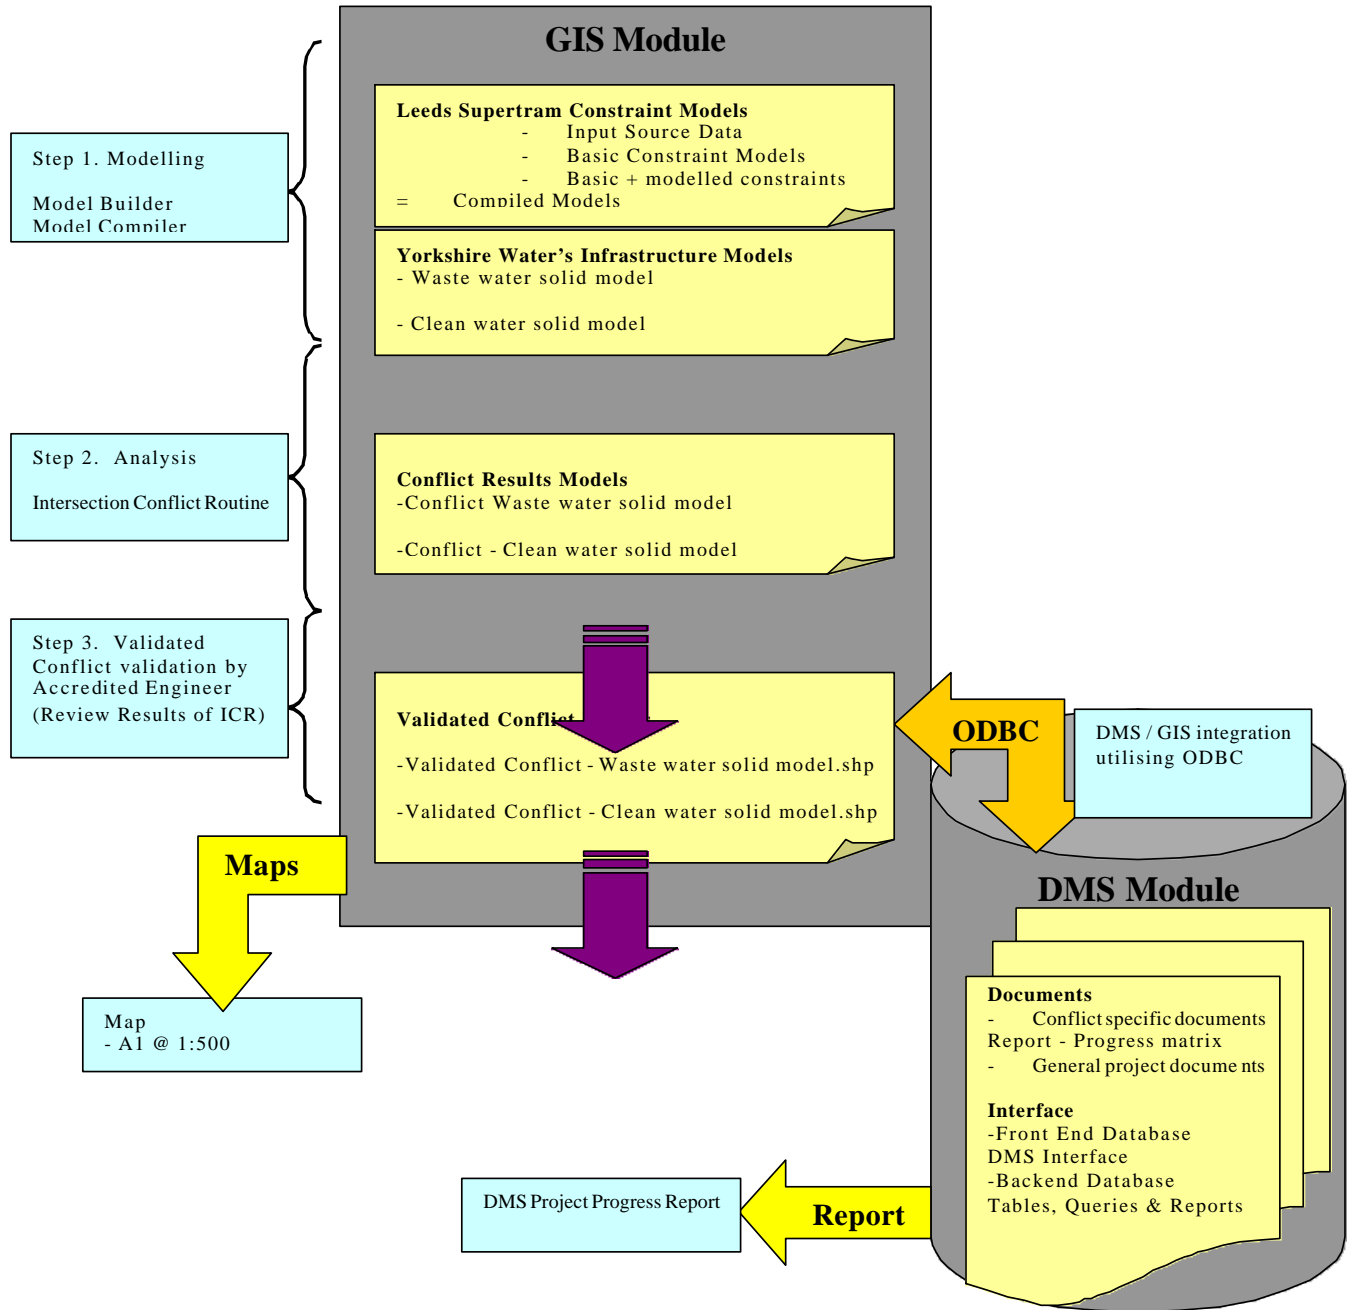 GIS Module
Leeds Supertram Constraint Models
- Input Source Data
- Basic Constraint Models
- Basic + modelled constraints
= Compiled Models
Step 1. Modelling
Model Builder
Model Compiler
Yorkshire Water's Infrastructure Models
- Waste water solid model
- Clean water solid model
Step 2. Analysis
Intersection Conflict Routine
Conflict Results Models
-Conflict Waste water solid model
-Conflict - Clean water solid model
Step 3. Validated
Conflict validation by
Accredited Engineer
(Review Results of ICR)
Validated Conflict
-Validated Conflict - Waste water solid model.shp
-Validated Conflict - Clean water solid model.shp
ODBC
DMS / GIS integration
utilising ODBC
Maps
Map
- A1 @ 1:500
DMS Module
Documents
- Conflict specific documents
Report - Progress matrix
- General project documents
Interface
-Front End Database
DMS Interface
-Backend Database
Tables, Queries & Reports
Report
DMS Project Progress Report